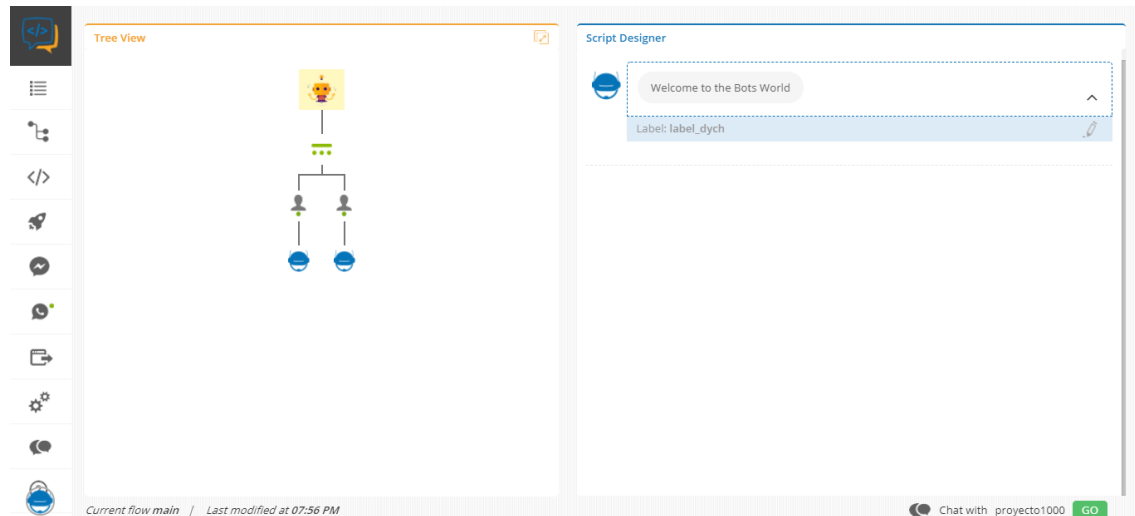 </>
Tree View
Script Designer
Welcome to the Bots World
Label: label_dych
</>
Current flow main / Last modified at 07:56 PM
Chat with proyecto1000 GO